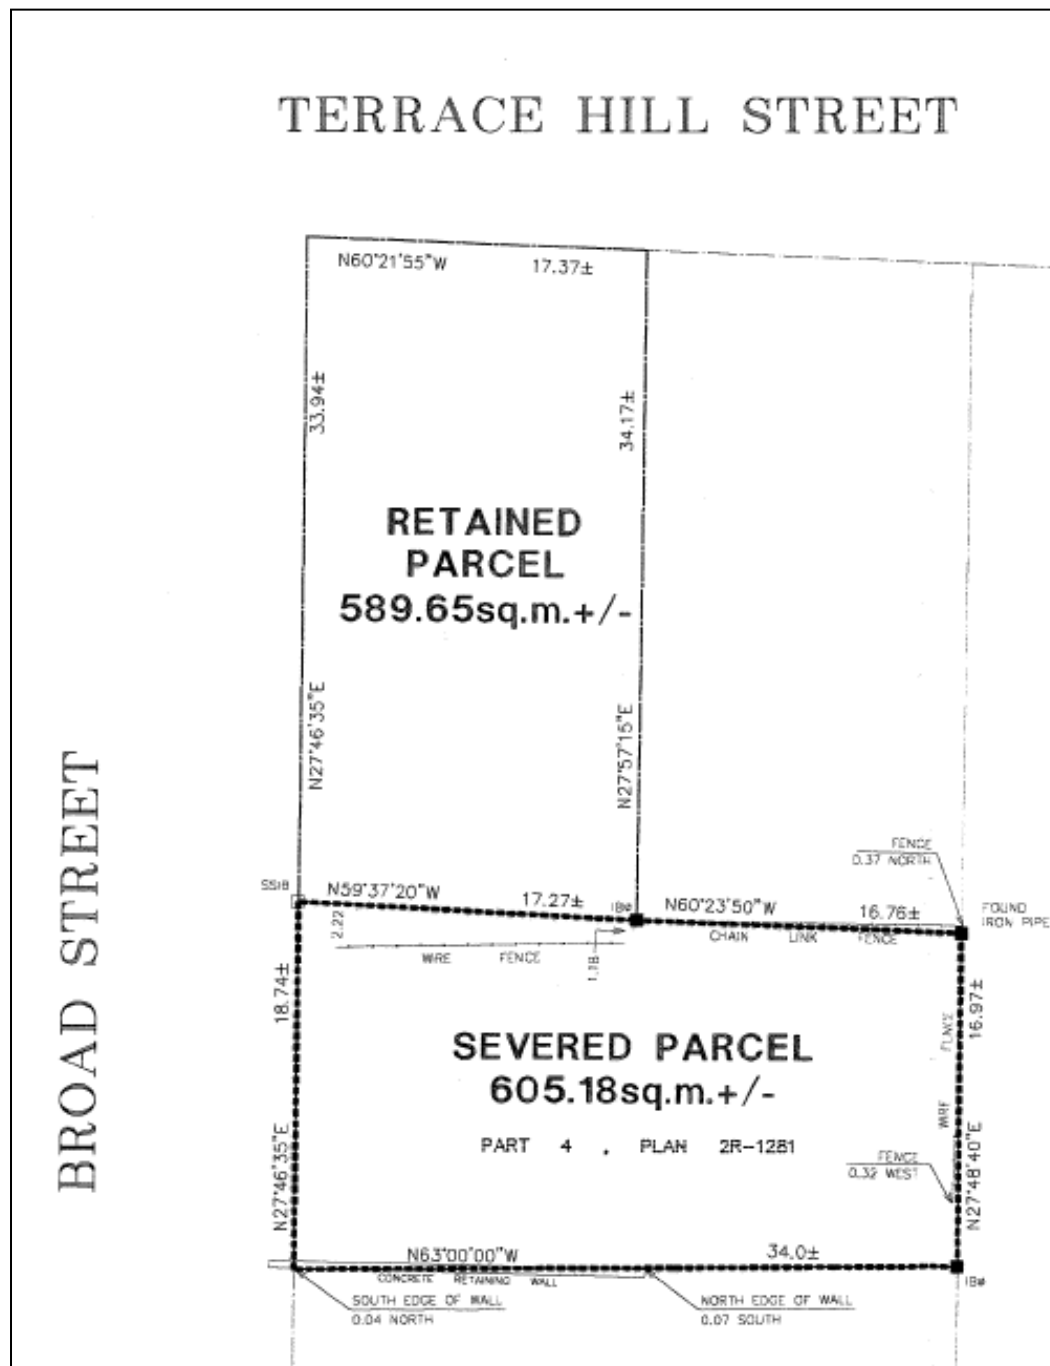 TERRACE HILL STREET
N60°21'55"W 17.37±
33.94±
34.17±
RETAINED
PARCEL
589.65sq.m.+/-
N27°46'35"E
N27°57'15"E
BROAD STREET
FENCE
0.37 NORTH
SSIB
N59°37'20"W 17.27±
IBø
N60°23'50"W 16.76±
FOUND
IRON PIPE
CHAIN LINK FENCE
2.22
WIRE FENCE
1.18
18.74±
16.97±
WIRE FENCE
SEVERED PARCEL
605.18sq.m.+/-
PART 4 , PLAN 2R-1281
N27°46'35"E
N27°48'40"E
FENCE
0.32 WEST
N63°00'00"W 34.0±
CONCRETE RETAINING WALL
IBø
SOUTH EDGE OF WALL
0.04 NORTH
NORTH EDGE OF WALL
0.07 SOUTH